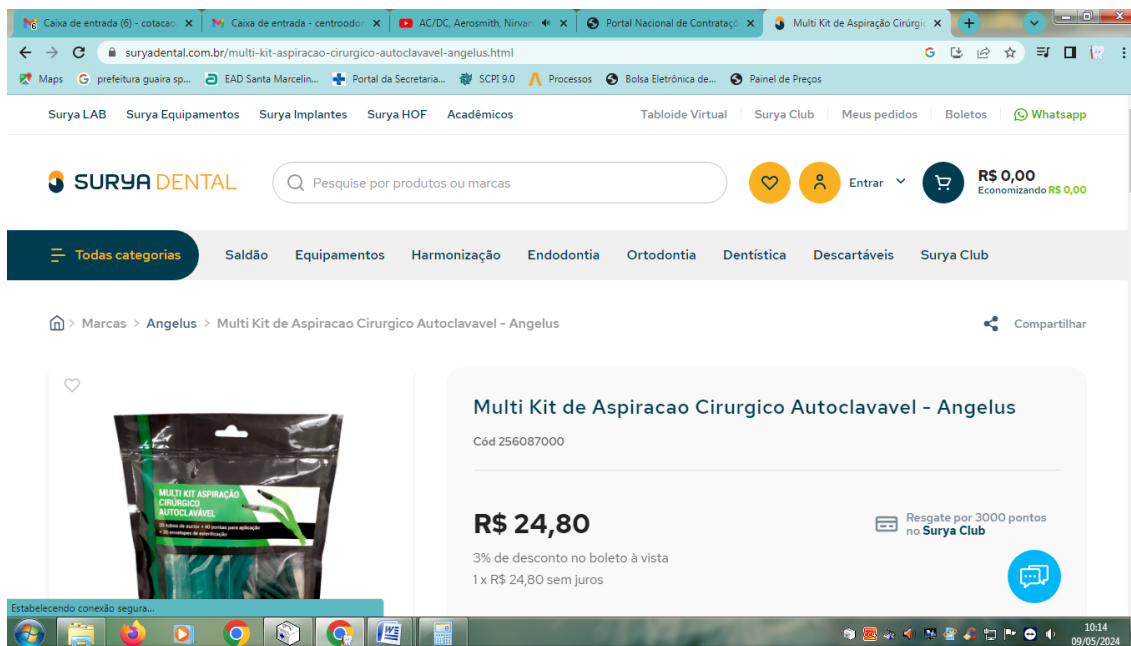 Caixa de entrada (6) - cotacao
Caixa de entrada - centroodon
AC/DC, Aerosmith, Nirvan
Portal Nacional de Contrataçõ
Multi Kit de Aspiração Cirúrgic
suryadental.com.br/multi-kit-aspiracao-cirurgico-autoclavavel-angelus.html
Maps
prefeitura guaira sp...
EAD Santa Marcelin...
Portal da Secretaria...
SCPI 9.0
Processos
Bolsa Eletrônica de...
Painel de Preços
Surya LAB
Surya Equipamentos
Surya Implantes
Surya HOF
Acadêmicos
Tabloide Virtual
Surya Club
Meus pedidos
Boletos
Whatsapp
SURYA DENTAL
Pesquise por produtos ou marcas
Entrar
R$ 0,00
Economizando R$ 0,00
Todas categorias
Saldão
Equipamentos
Harmonização
Endodontia
Ortodontia
Dentística
Descartáveis
Surya Club
> Marcas > Angelus > Multi Kit de Aspiracao Cirurgico Autoclavavel - Angelus
Compartilhar
MULTI KIT ASPIRAÇÃO
CIRÚRGICO
AUTOCLAVÁVEL
Multi Kit de Aspiracao Cirurgico Autoclavavel - Angelus
Cód 256087000
R$ 24,80
3% de desconto no boleto à vista
1 x R$ 24,80 sem juros
Resgate por 3000 pontos
no Surya Club
Estabelecendo conexão segura...
10:14
09/05/2024